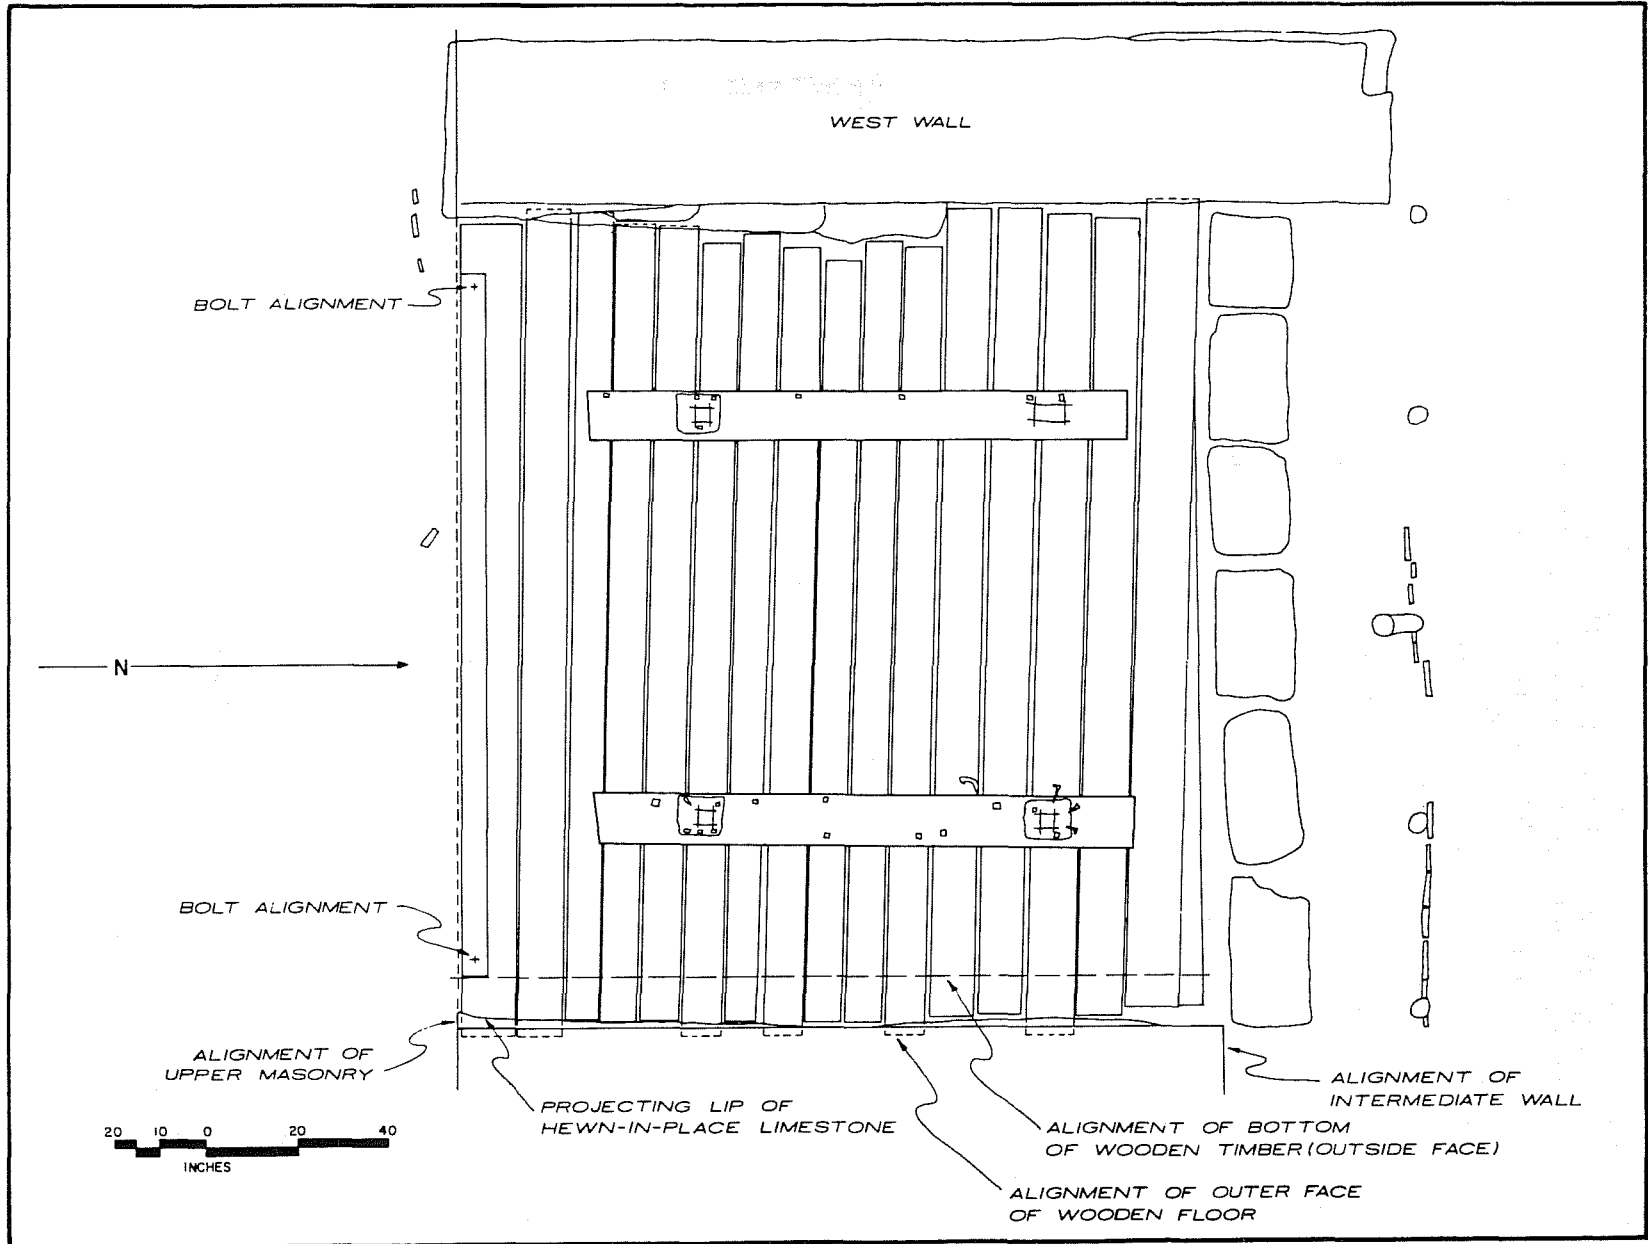 WEST WALL
BOLT ALIGNMENT
N
BOLT ALIGNMENT
ALIGNMENT OF
UPPER MASONRY
PROJECTING LIP OF
HEWN-IN-PLACE LIMESTONE
ALIGNMENT OF
INTERMEDIATE WALL
ALIGNMENT OF BOTTOM
OF WOODEN TIMBER (OUTSIDE FACE)
ALIGNMENT OF OUTER FACE
OF WOODEN FLOOR
20 10 0 20 40
INCHES